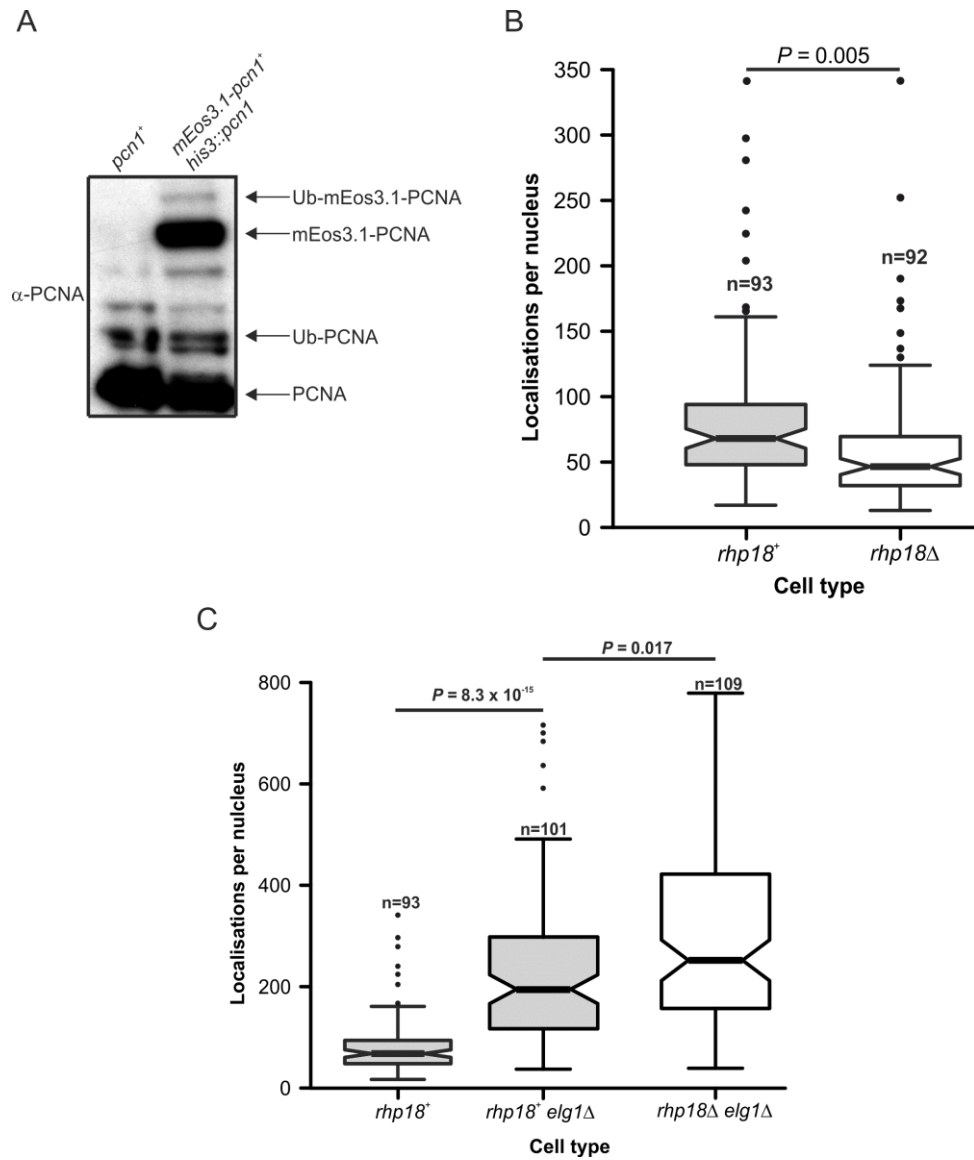 A
pcn1⁺
mEos3.1-pcn1⁺
his3::pcn1
Ub-mEos3.1-PCNA
mEos3.1-PCNA
α-PCNA
Ub-PCNA
PCNA
B
P = 0.005
350
300
250
200
150
100
50
0
Localisations per nucleus
n=93
n=92
rhp18⁺
rhp18Δ
Cell type
C
P = 0.017
P = 8.3 x 10⁻¹⁵
n=109
800
600
400
200
0
Localisations per nulcleus
n=93
n=101
rhp18⁺
rhp18⁺ elg1Δ
rhp18Δ elg1Δ
Cell type